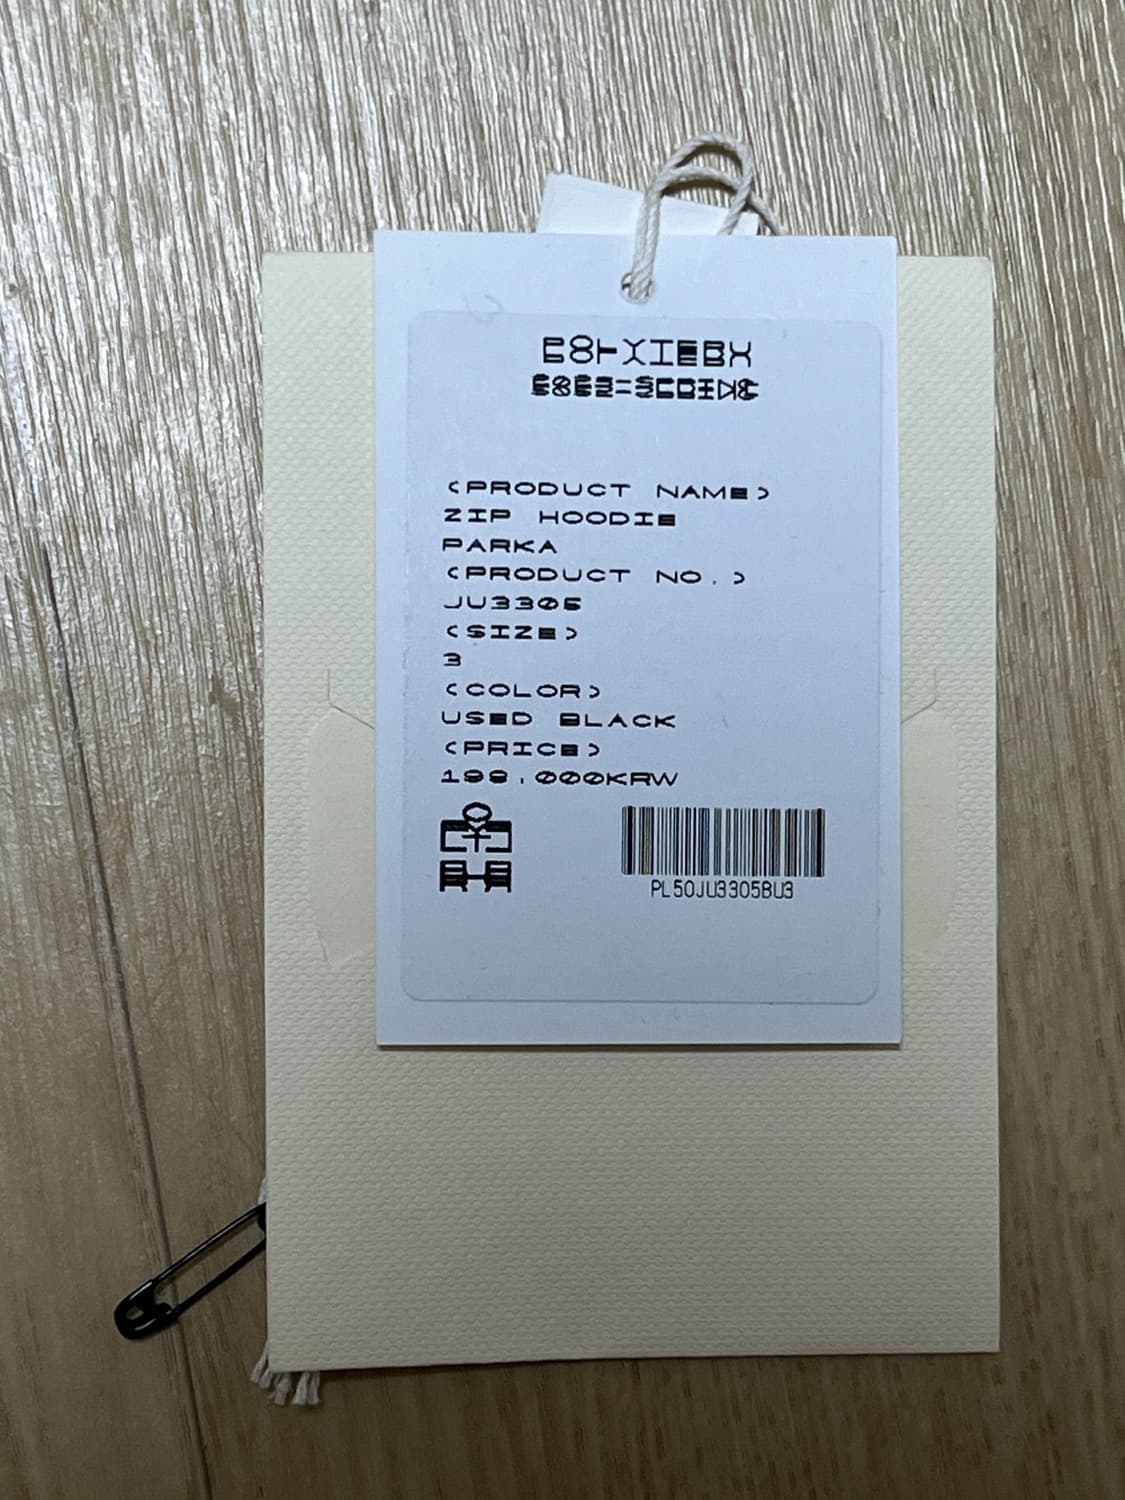 <PRODUCT NAME>
ZIP HOODIE
PARKA
<PRODUCT NO.>
JU3305
<SIZE>
3
<COLOR>
USED BLACK
<PRICE>
199,000KRW
PL50JU3305BU3